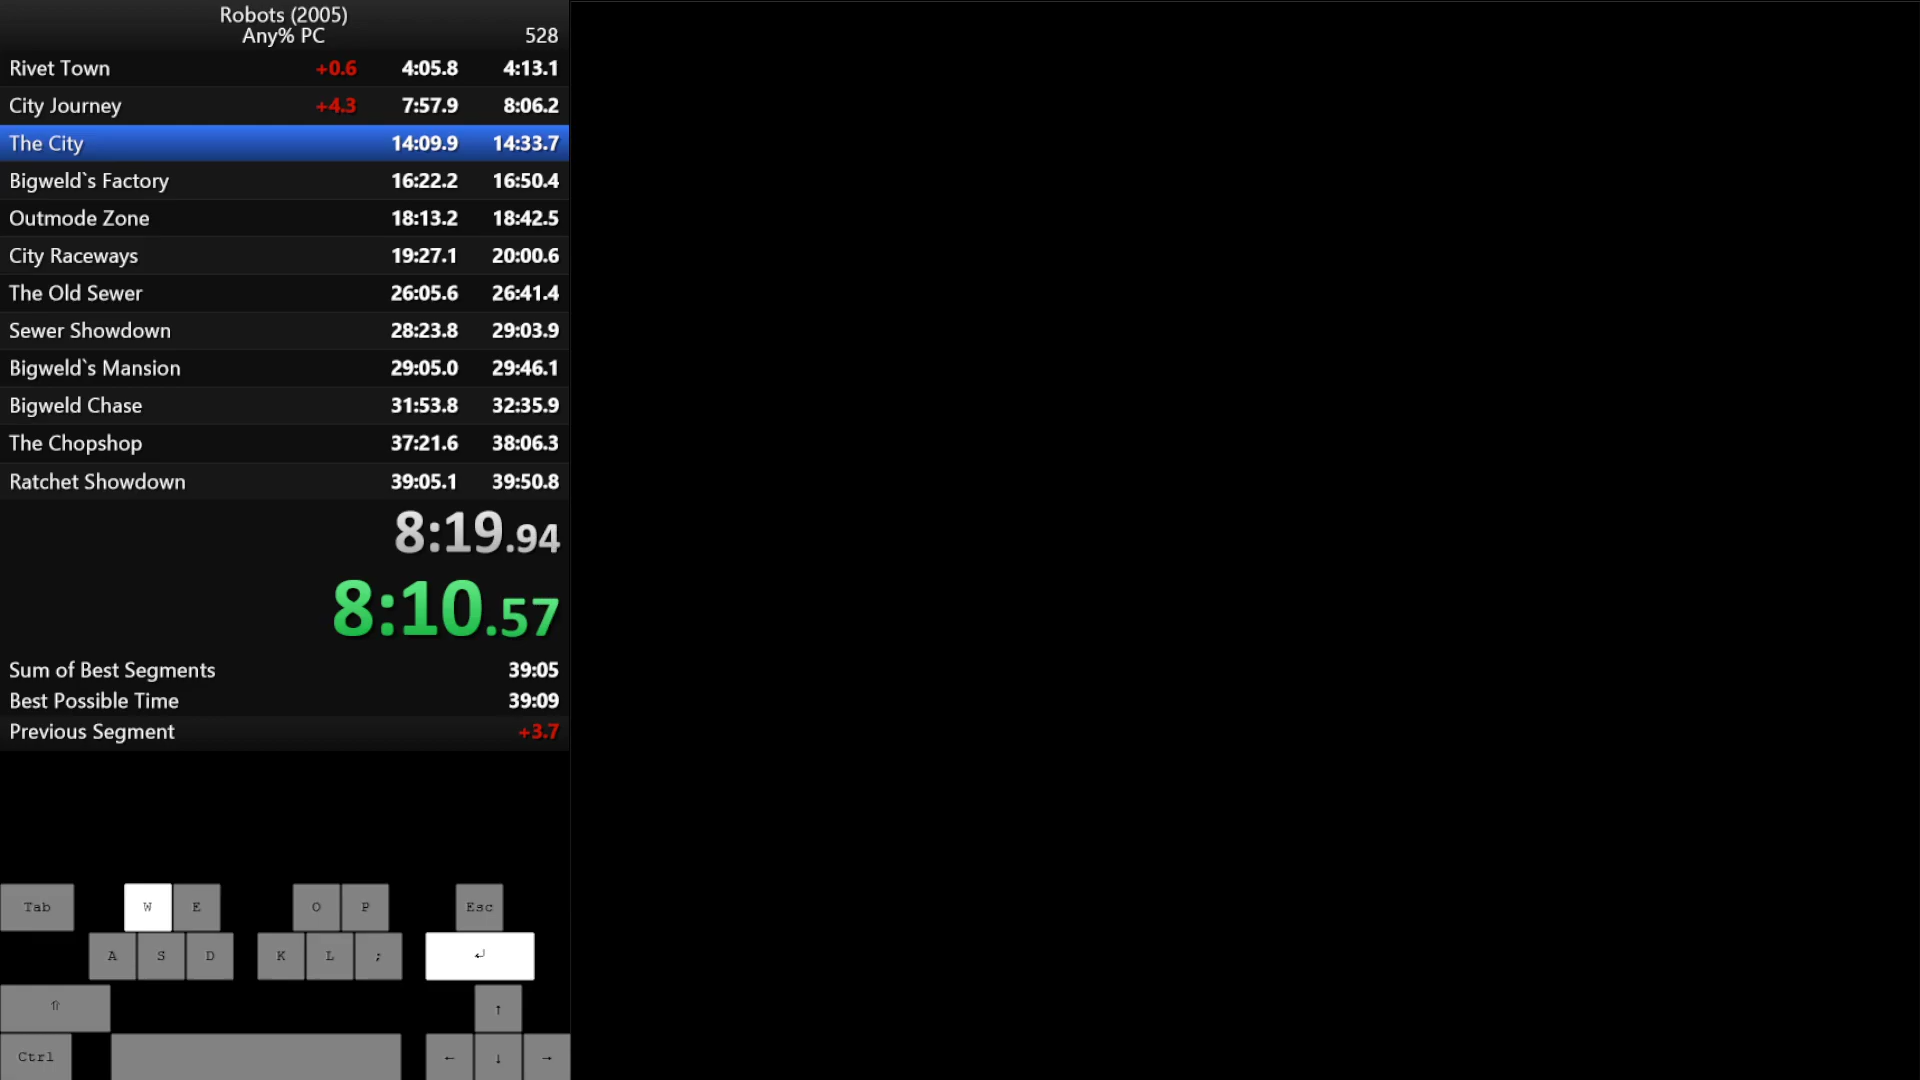 Robots (2005)
Any% PC 528
Rivet Town +0.6 4:05.8 4:13.1
City Journey +4.3 7:57.9 8:06.2
The City 14:09.9 14:33.7
Bigweld`s Factory 16:22.2 16:50.4
Outmode Zone 18:13.2 18:42.5
City Raceways 19:27.1 20:00.6
The Old Sewer 26:05.6 26:41.4
Sewer Showdown 28:23.8 29:03.9
Bigweld`s Mansion 29:05.0 29:46.1
Bigweld Chase 31:53.8 32:35.9
The Chopshop 37:21.6 38:06.3
Ratchet Showdown 39:05.1 39:50.8
8:19.94
8:10.57
Sum of Best Segments 39:05
Best Possible Time 39:09
Previous Segment +3.7
Tab W E O P Esc
A S D K L ; ↲
⇧ ↑
Ctrl ← ↓ →